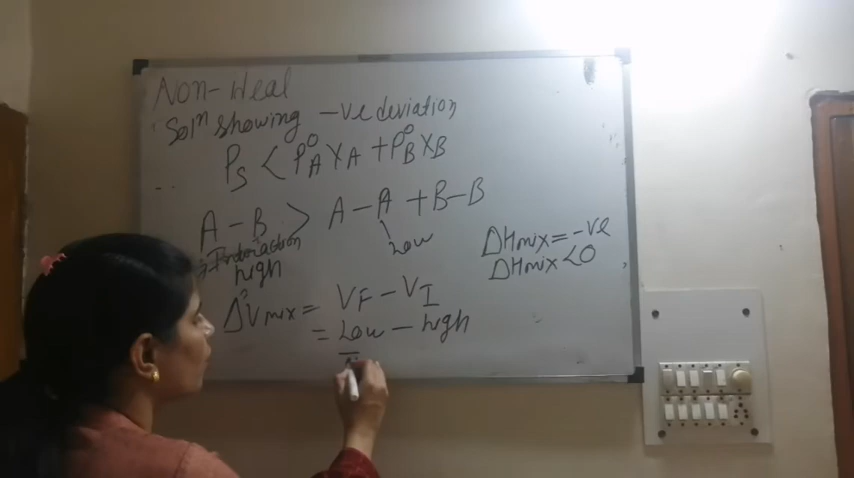 Non-Ideal
Solⁿ showing -ve deviation
Ps < P°A XA + P°B XB
A-B > A-A + B-B
Interaction
high
Low
ΔHmix = -ve
ΔHmix < 0
ΔVmix = VF - VI
= Low - high